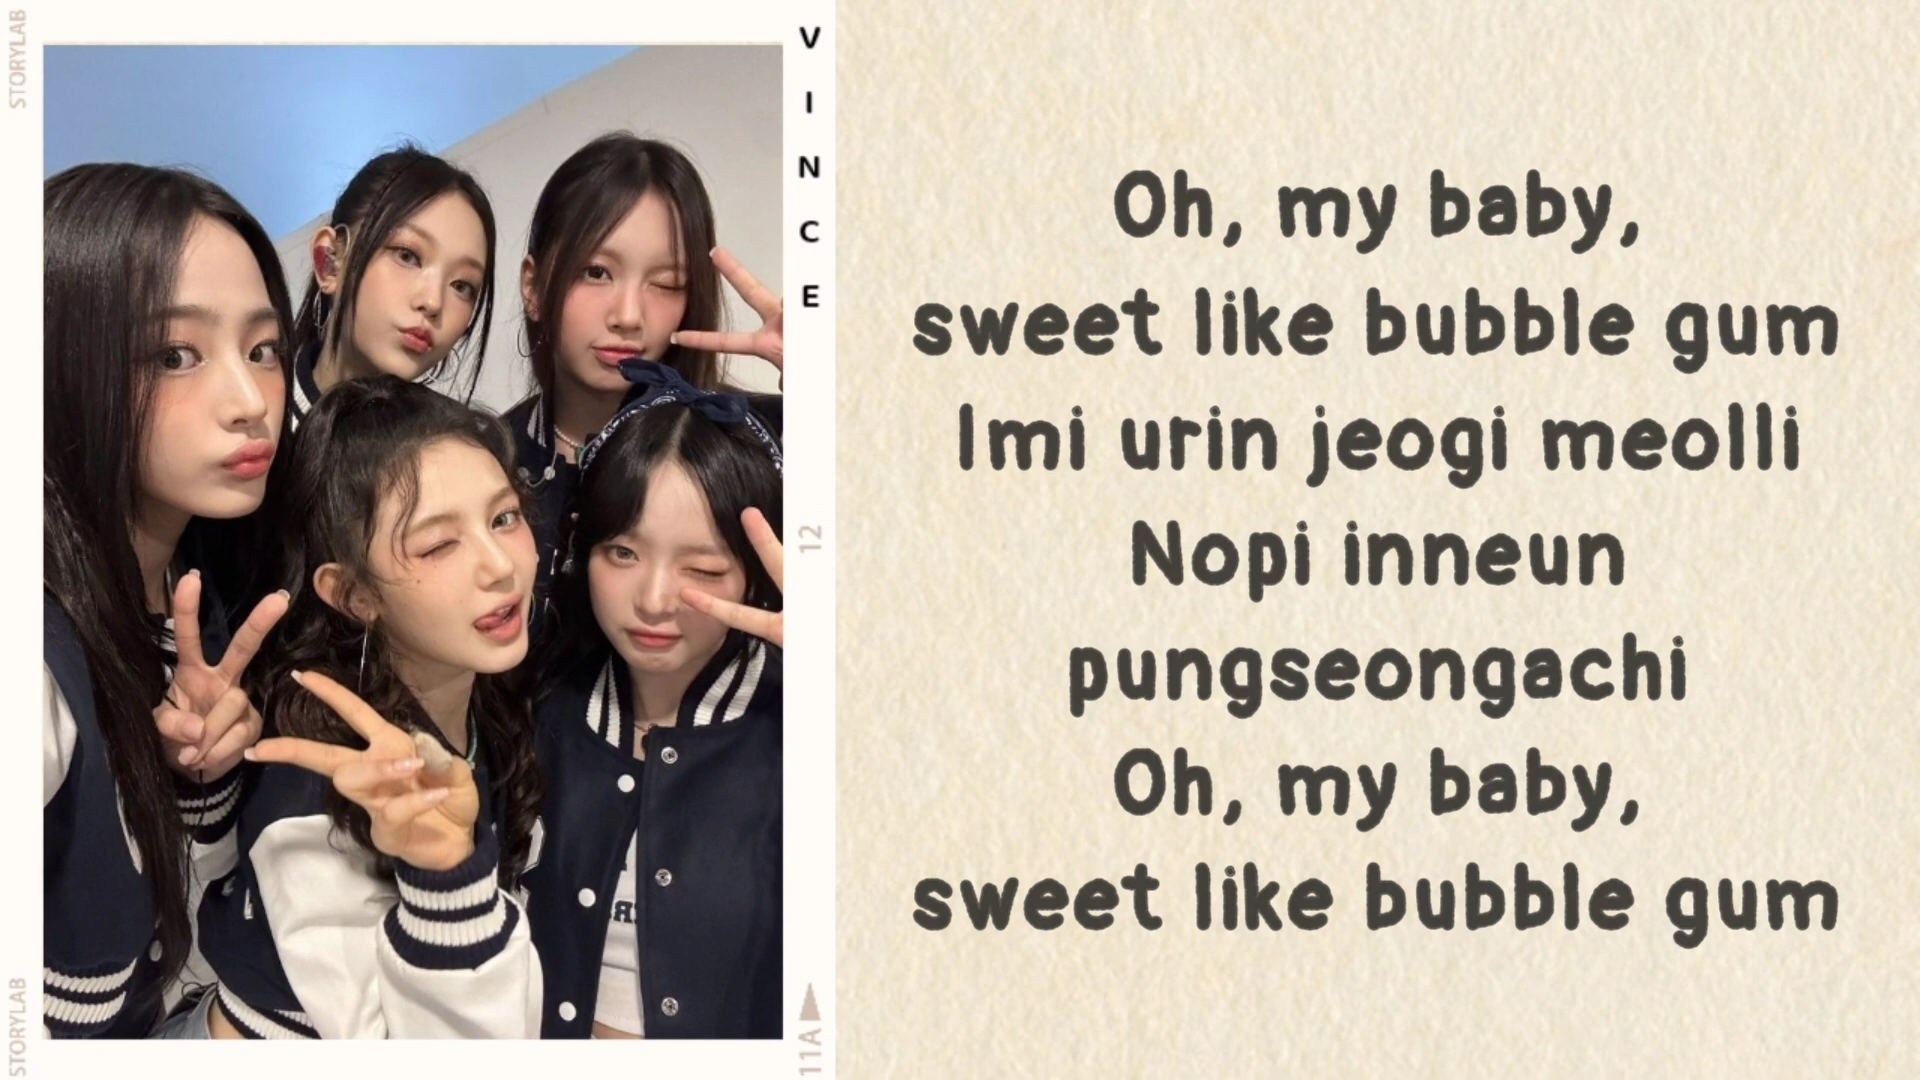 STORYLAB
VINCE
12
11A
STORYLAB
Oh, my baby,
sweet like bubble gum
Imi urin jeogi meolli
Nopi inneun
pungseongachi
Oh, my baby,
sweet like bubble gum